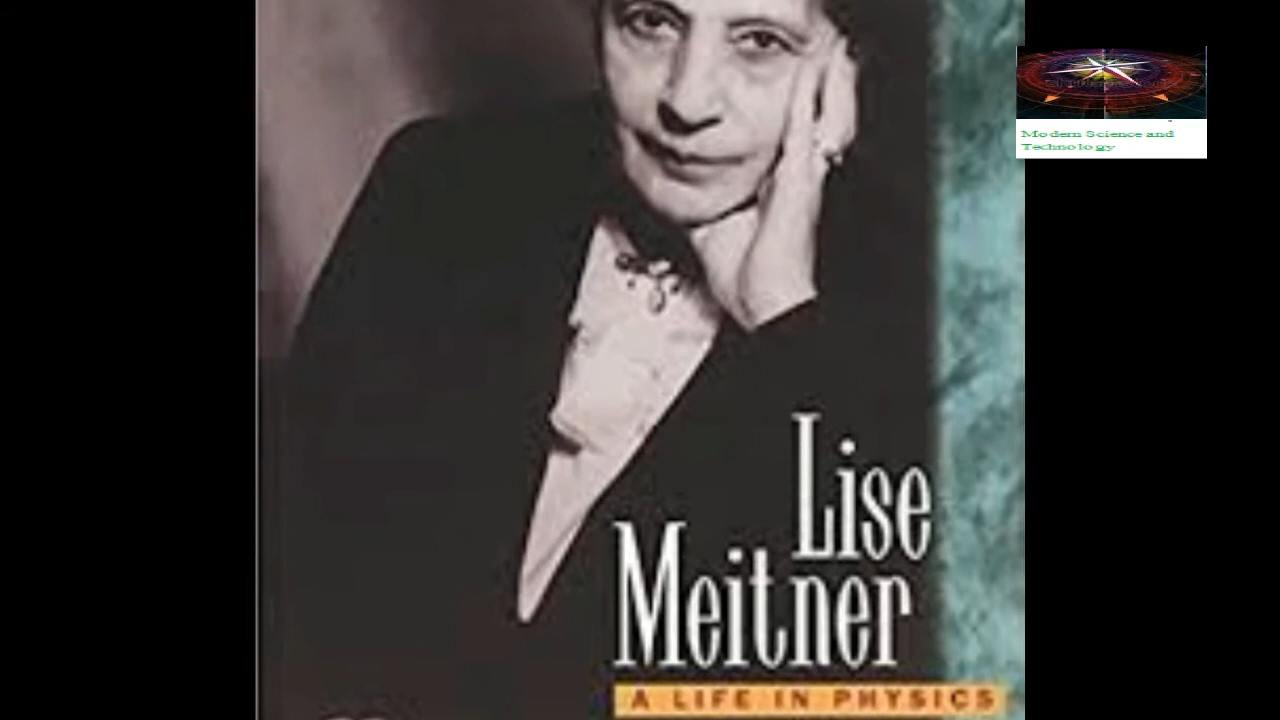 Modern Science and
Technology
Lise
Meitner
A LIFE IN PHYSICS